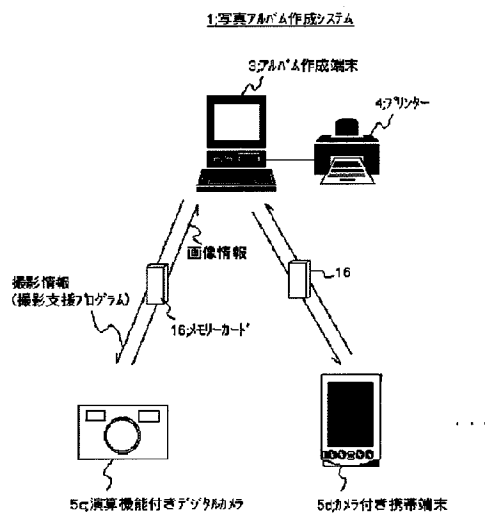 1;写真アルバム作成システム
3;アルバム作成端末
4;プリンター
画像情報
撮影情報
(撮影支援プログラム)
16;メモリーカード
16
5c;演算機能付きデジタルカメラ
5d;カメラ付き携帯端末
. . .